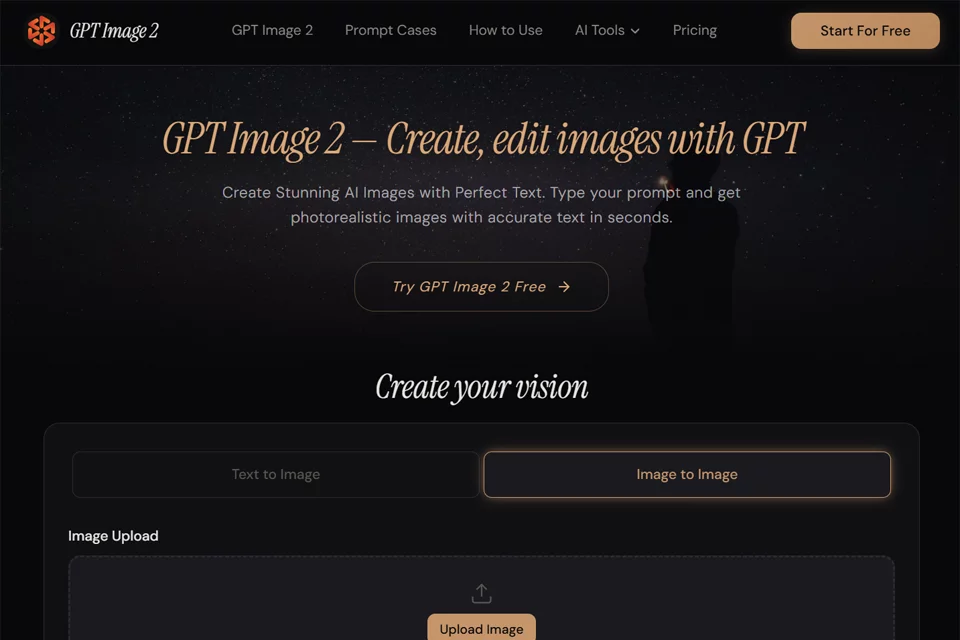 GPT Image 2
GPT Image 2
Prompt Cases
How to Use
AI Tools
Pricing
Start For Free
GPT Image 2 — Create, edit images with GPT
Create Stunning AI Images with Perfect Text. Type your prompt and get
photorealistic images with accurate text in seconds.
Try GPT Image 2 Free →
Create your vision
Text to Image
Image to Image
Image Upload
Upload Image